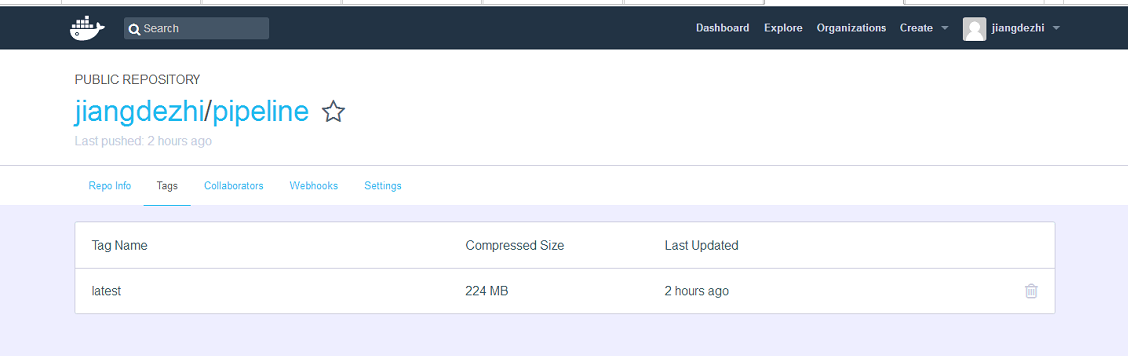 Search
Dashboard Explore Organizations Create jiangdezhi
PUBLIC REPOSITORY
jiangdezhi/pipeline
Last pushed: 2 hours ago
Repo Info Tags Collaborators Webhooks Settings
Tag Name Compressed Size Last Updated
latest 224 MB 2 hours ago